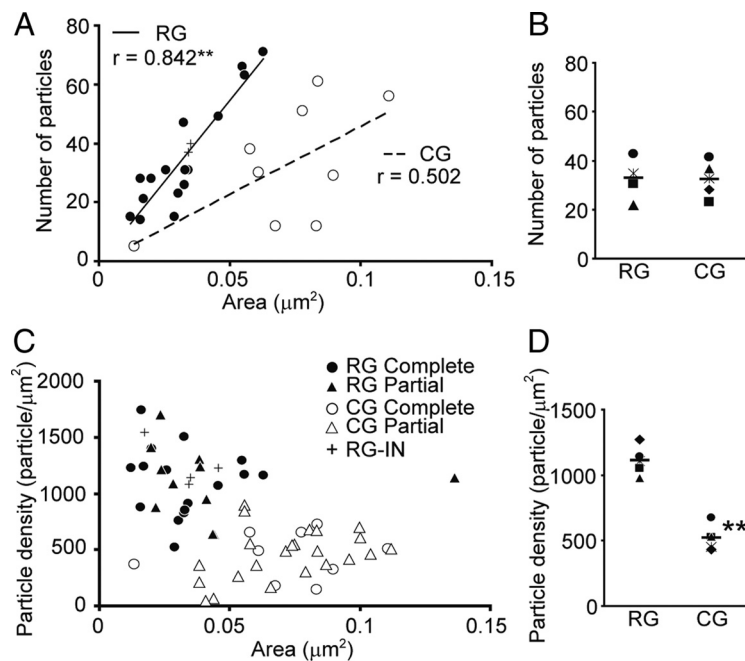 A
Number of particles
80
60
40
20
0
RG
r = 0.842**
CG
r = 0.502
0
0.05
0.1
0.15
Area (μm²)
B
Number of particles
80
60
40
20
0
RG
CG
C
Particle density (particle/μm²)
2000
1500
1000
500
0
RG Complete
RG Partial
CG Complete
CG Partial
RG-IN
0
0.05
0.1
0.15
Area (μm²)
D
Particle density (particle/μm²)
1500
1000
500
0
**
RG
CG